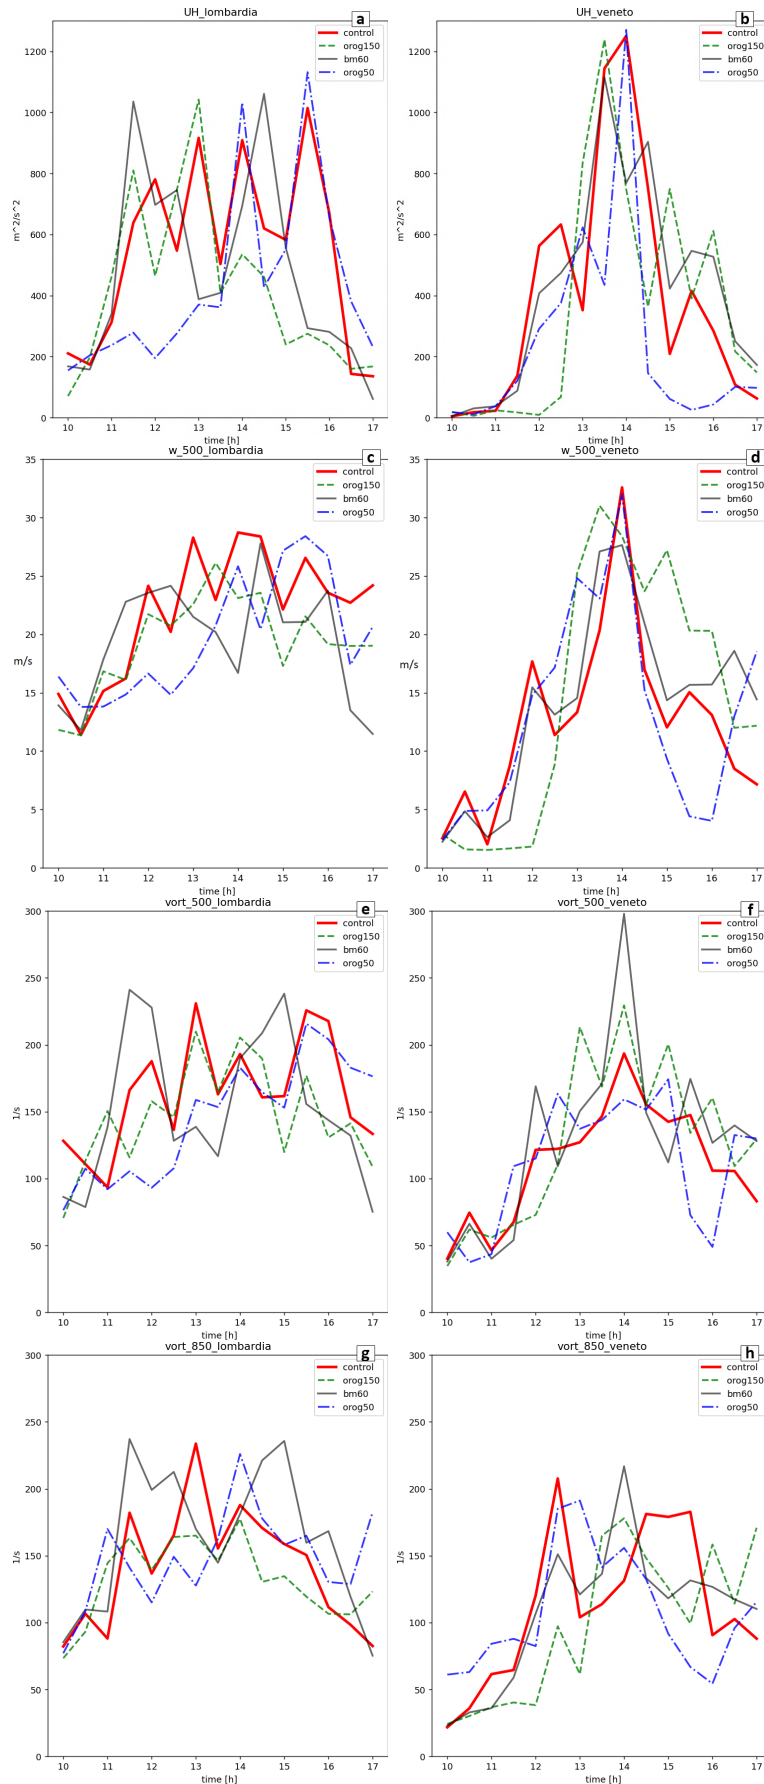 UH_lombardia
a
control
orog150
bm60
orog50
1200
1000
800
600
400
200
0
m^2/s^2
10 11 12 13 14 15 16 17
time [h]
UH_veneto
b
control
orog150
bm60
orog50
1200
1000
800
600
400
200
0
m^2/s^2
10 11 12 13 14 15 16 17
time [h]
w_500_lombardia
c
control
orog150
bm60
orog50
35
30
25
20
15
10
5
0
m/s
10 11 12 13 14 15 16 17
time [h]
w_500_veneto
d
control
orog150
bm60
orog50
35
30
25
20
15
10
5
0
m/s
10 11 12 13 14 15 16 17
time [h]
vort_500_lombardia
e
control
orog150
bm60
orog50
300
250
200
150
100
50
0
1/s
10 11 12 13 14 15 16 17
time [h]
vort_500_veneto
f
control
orog150
bm60
orog50
300
250
200
150
100
50
0
1/s
10 11 12 13 14 15 16 17
time [h]
vort_850_lombardia
g
control
orog150
bm60
orog50
300
250
200
150
100
50
0
1/s
10 11 12 13 14 15 16 17
time [h]
vort_850_veneto
h
control
orog150
bm60
orog50
300
250
200
150
100
50
0
1/s
10 11 12 13 14 15 16 17
time [h]